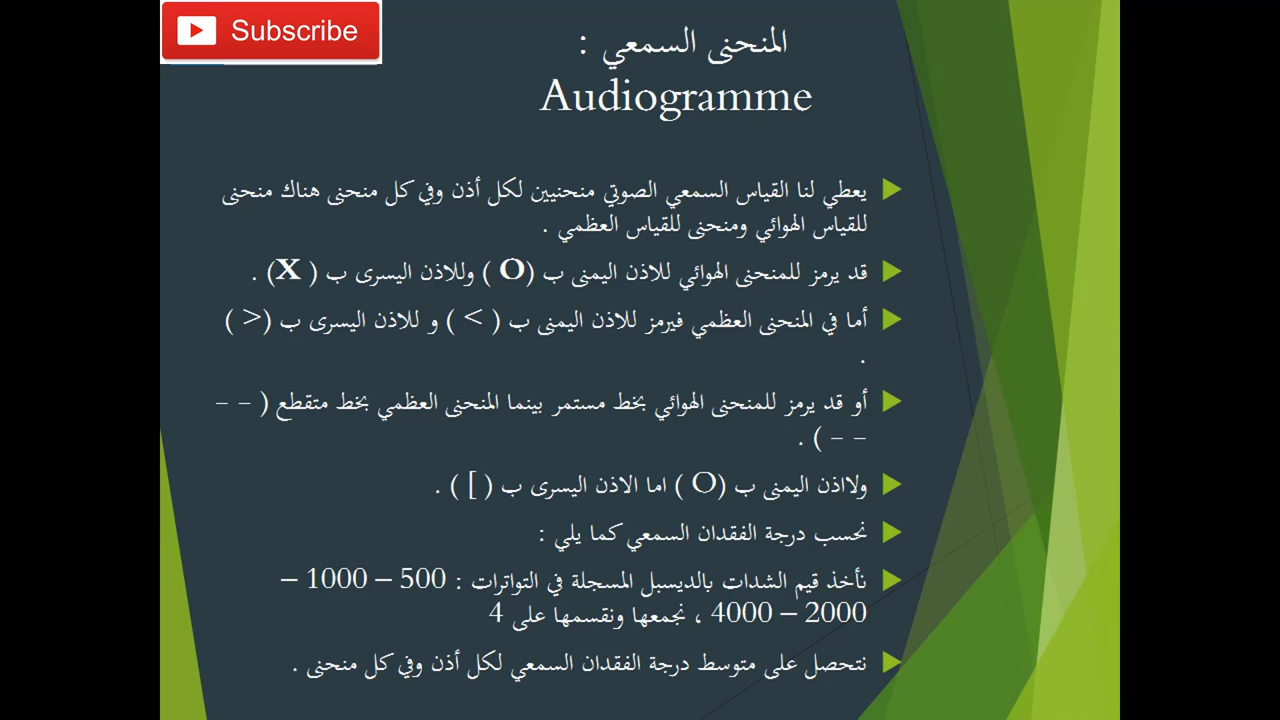 Subscribe
المنحنى السمعي :
Audiogramme
يعطي لنا القياس السمعي الصوتي منحنيين لكل أذن وفي كل منحنى هناك منحنى
للقياس الهوائي ومنحنى للقياس العظمي .
قد يرمز للمنحنى الهوائي للاذن اليمنى ب (O ) وللاذن اليسرى ب ( X) .
أما في المنحنى العظمي فيرمز للاذن اليمنى ب ( > ) و للاذن اليسرى ب (< )
.
أو قد يرمز للمنحنى الهوائي بخط مستمر بينما المنحنى العظمي بخط متقطع ( – –
– – ) .
ولااذن اليمنى ب (O ) اما الاذن اليسرى ب ( [ ) .
نحسب درجة الفقدان السمعي كما يلي :
نأخذ قيم الشدات بالديسبل المسجلة في التواترات : 500 – 1000 –
2000 – 4000 ، نجمعها ونقسمها على 4
نتحصل على متوسط درجة الفقدان السمعي لكل أذن وفي كل منحنى .